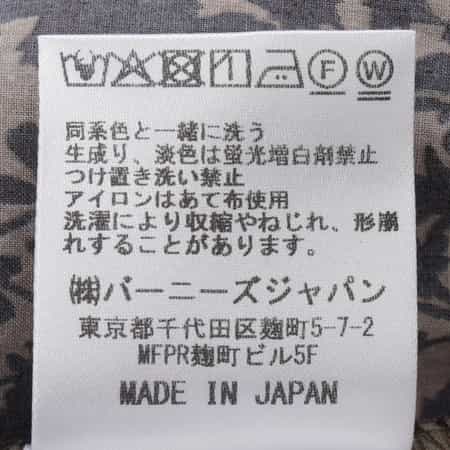 F W
同系色と一緒に洗う
生成り、淡色は蛍光増白剤禁止
つけ置き洗い禁止
アイロンはあて布使用
洗濯により収縮やねじれ、形崩
れすることがあります。
㈱バーニーズジャパン
東京都千代田区麹町5-7-2
MFPR麹町ビル5F
MADE IN JAPAN